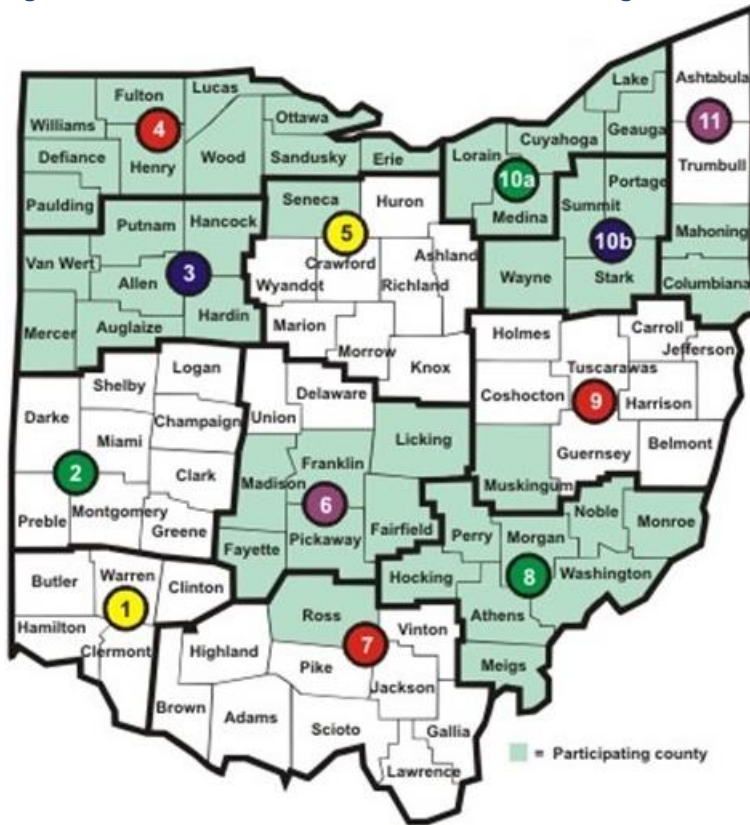 Lake
Ashtabula
Fulton
Lucas
Geauga
11
Williams
4
Ottawa
Cuyahoga
Defiance
Henry
Wood
Sandusky
Erie
Lorain
10a
Trumbull
Paulding
Seneca
Huron
Medina
Portage
Summit
Putnam
Hancock
5
10b
Mahoning
Van Wert
Crawford
Ashland
Wayne
Stark
Columbiana
Allen
3
Wyandot
Richland
Mercer
Auglaize
Hardin
Marion
Holmes
Carroll
Jefferson
Morrow
Knox
Tuscarawas
Logan
Shelby
Delaware
Coshocton
9
Harrison
Darke
Champaign
Union
Licking
Miami
Guernsey
Belmont
2
Clark
Franklin
Madison
Muskingum
Preble
Montgomery
6
Noble
Monroe
Greene
Pickaway
Fairfield
Perry
Morgan
Fayette
Butler
Warren
Clinton
Hocking
8
Washington
1
Ross
Athens
Hamilton
Vinton
Clermont
Highland
7
Pike
Meigs
Jackson
Brown
Adams
Scioto
Gallia
Lawrence
= Participating county